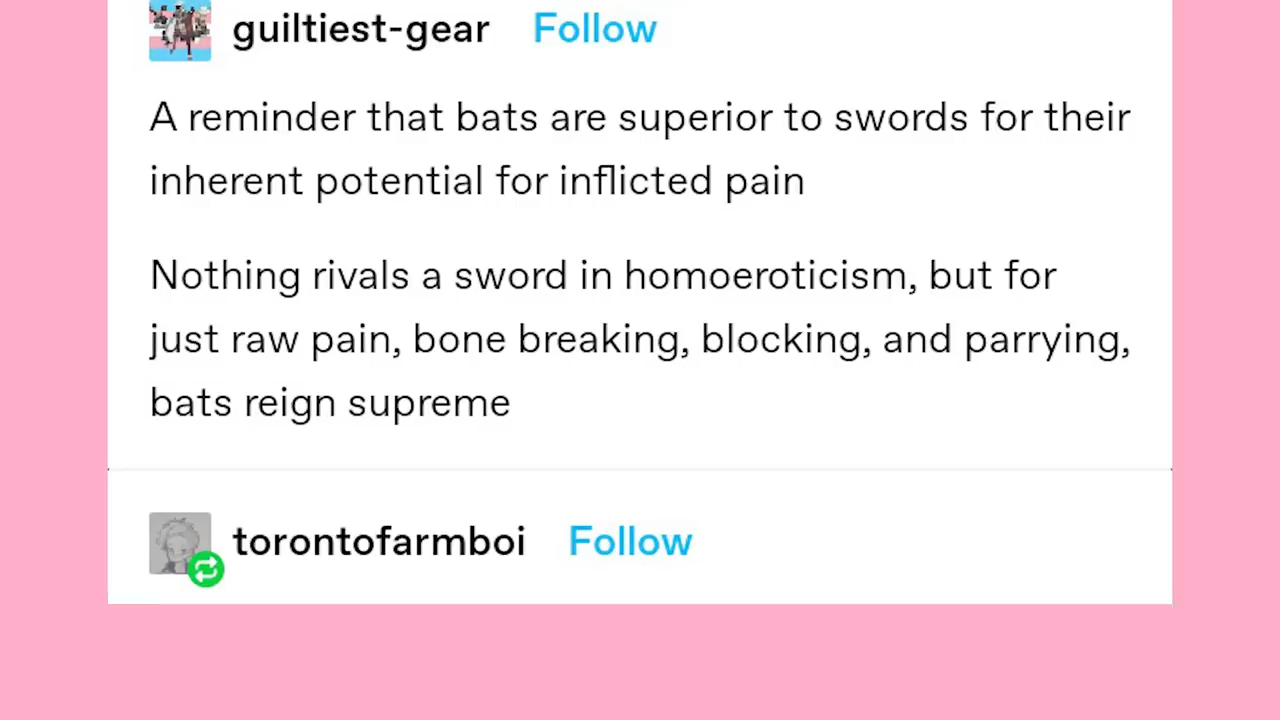 guiltiest-gear Follow
A reminder that bats are superior to swords for their
inherent potential for inflicted pain
Nothing rivals a sword in homoeroticism, but for
just raw pain, bone breaking, blocking, and parrying,
bats reign supreme
torontofarmboi Follow